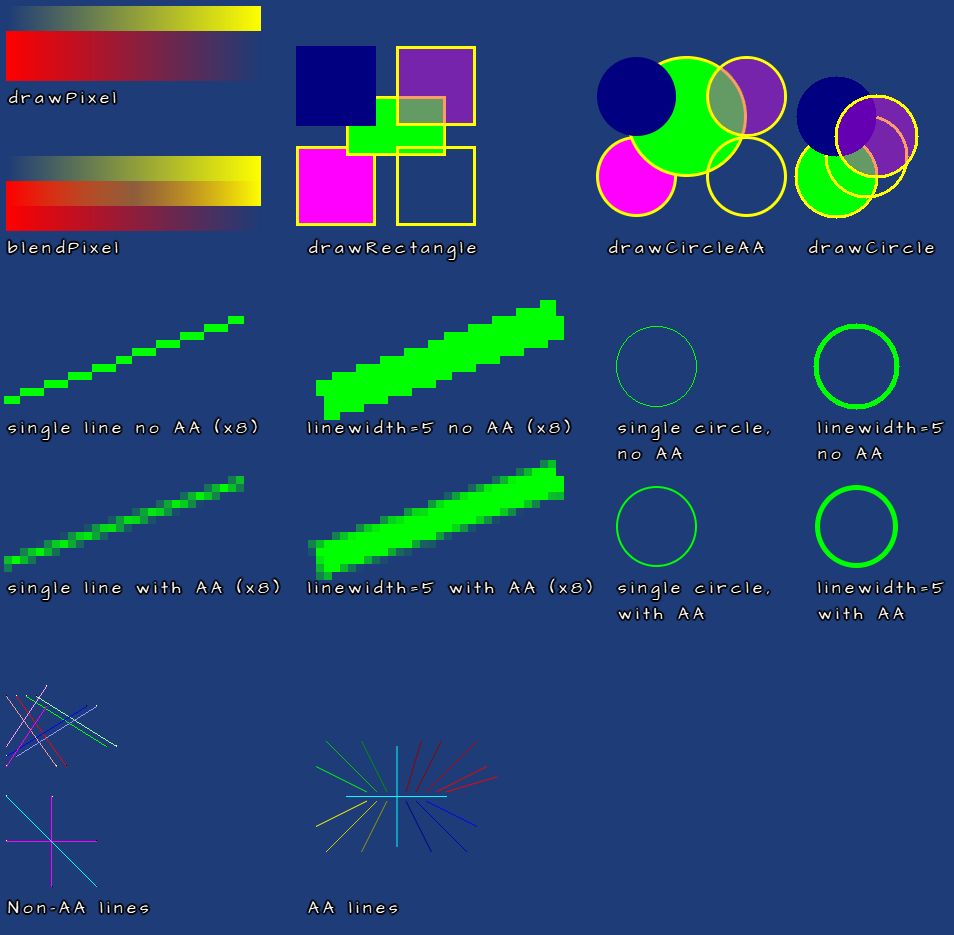 drawPixel
blendPixel
drawRectangle
drawCircleAA
drawCircle
single line no AA (x8)
linewidth=5 no AA (x8)
single circle,
no AA
linewidth=5
no AA
single line with AA (x8)
linewidth=5 with AA (x8)
single circle,
with AA
linewidth=5
with AA
Non-AA lines
AA lines